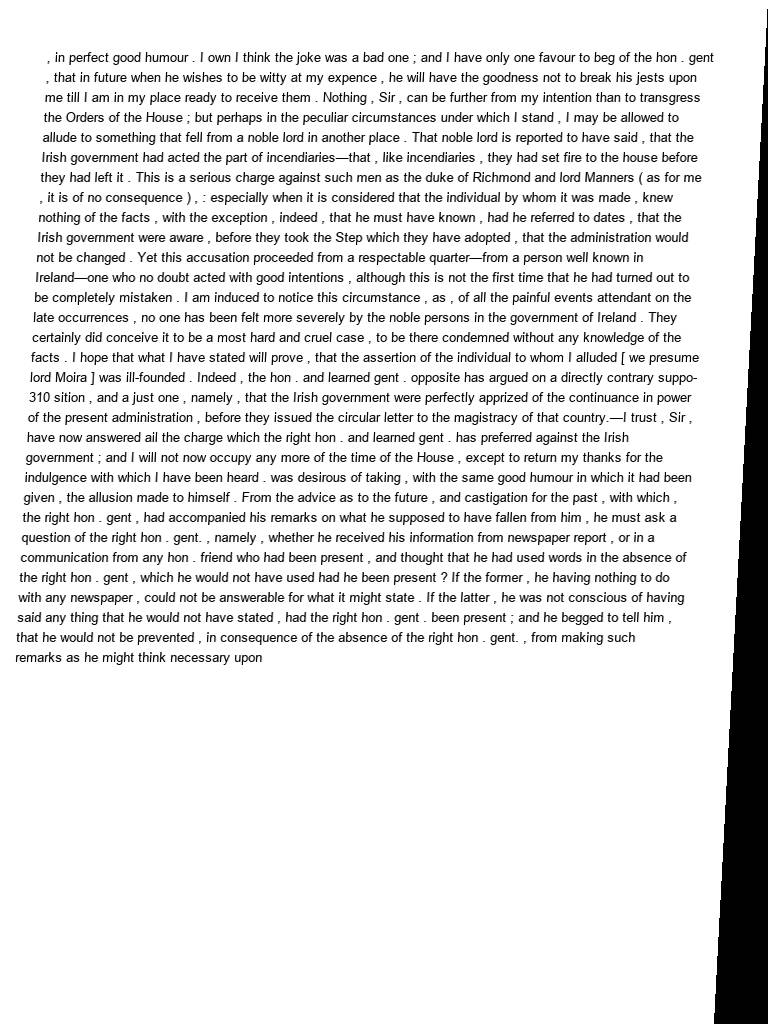 , in perfect good humour . I own I think the joke was a bad one ; and I have only one favour to beg of the hon . gent
, that in future when he wishes to be witty at my expence , he will have the goodness not to break his jests upon
me till I am in my place ready to receive them . Nothing , Sir , can be further from my intention than to transgress
the Orders of the House ; but perhaps in the peculiar circumstances under which I stand , I may be allowed to
allude to something that fell from a noble lord in another place . That noble lord is reported to have said , that the
Irish government had acted the part of incendiaries—that , like incendiaries , they had set fire to the house before
they had left it . This is a serious charge against such men as the duke of Richmond and lord Manners ( as for me
, it is of no consequence ) , : especially when it is considered that the individual by whom it was made , knew
nothing of the facts , with the exception , indeed , that he must have known , had he referred to dates , that the
Irish government were aware , before they took the Step which they have adopted , that the administration would
not be changed . Yet this accusation proceeded from a respectable quarter—from a person well known in
Ireland—one who no doubt acted with good intentions , although this is not the first time that he had turned out to
be completely mistaken . I am induced to notice this circumstance , as , of all the painful events attendant on the
late occurrences , no one has been felt more severely by the noble persons in the government of Ireland . They
certainly did conceive it to be a most hard and cruel case , to be there condemned without any knowledge of the
facts . I hope that what I have stated will prove , that the assertion of the individual to whom I alluded [ we presume
lord Moira ] was ill-founded . Indeed , the hon . and learned gent . opposite has argued on a directly contrary suppo-
310 sition , and a just one , namely , that the Irish government were perfectly apprized of the continuance in power
of the present administration , before they issued the circular letter to the magistracy of that country.—I trust , Sir , I
have now answered ail the charge which the right hon . and learned gent . has preferred against the Irish
government ; and I will not now occupy any more of the time of the House , except to return my thanks for the
indulgence with which I have been heard . was desirous of taking , with the same good humour in which it had been
given , the allusion made to himself . From the advice as to the future , and castigation for the past , with which ,
the right hon . gent , had accompanied his remarks on what he supposed to have fallen from him , he must ask a
question of the right hon . gent. , namely , whether he received his information from newspaper report , or in a
communication from any hon . friend who had been present , and thought that he had used words in the absence of
the right hon . gent , which he would not have used had he been present ? If the former , he having nothing to do
with any newspaper , could not be answerable for what it might state . If the latter , he was not conscious of having
said any thing that he would not have stated , had the right hon . gent . been present ; and he begged to tell him ,
that he would not be prevented , in consequence of the absence of the right hon . gent. , from making such
remarks as he might think necessary upon